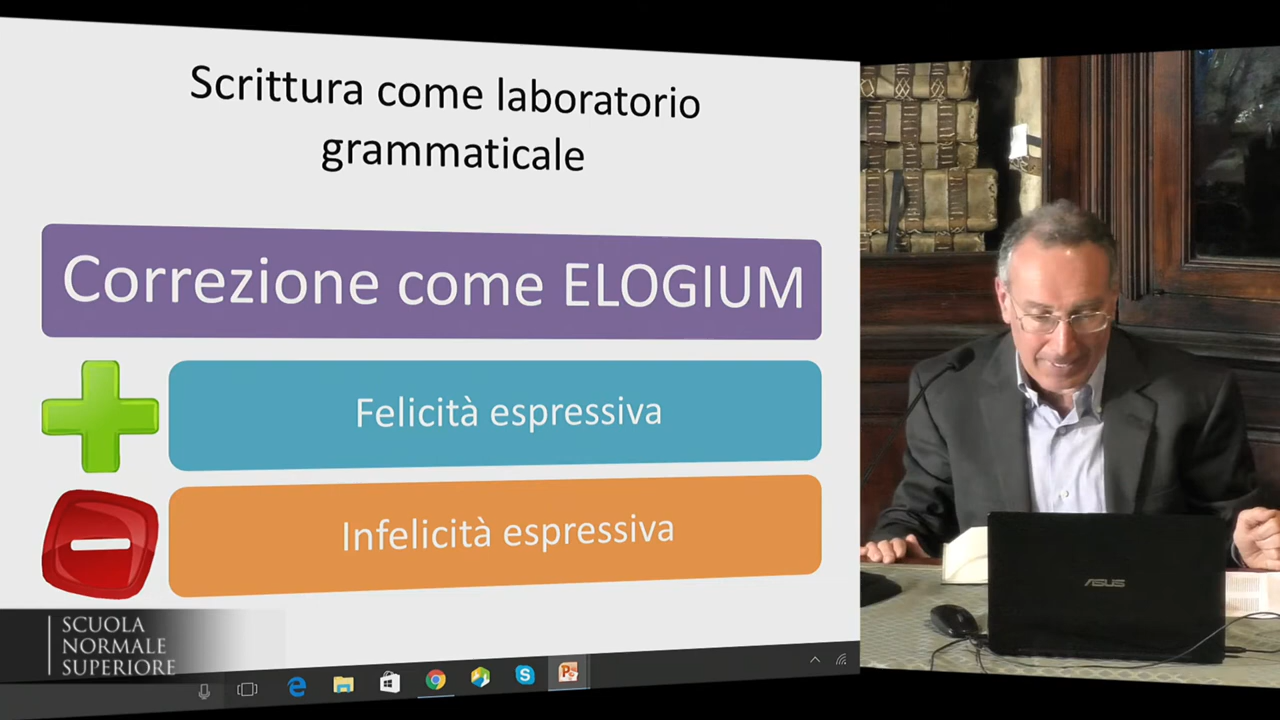 Scrittura come laboratorio
grammaticale
Correzione come ELOGIUM
Felicità espressiva
Infelicità espressiva
SCUOLA
NORMALE
SUPERIORE
ASUS